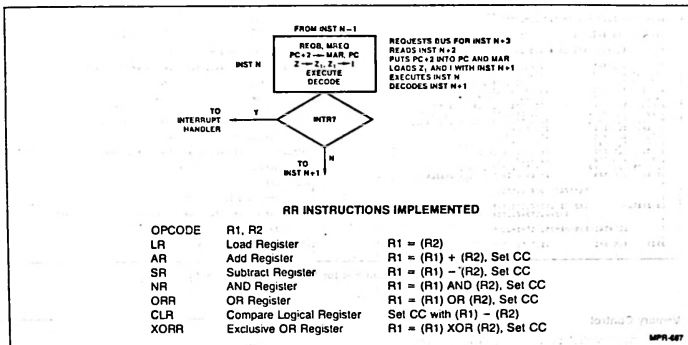 FROM INST N-1
INST N
REQB, MREQ
PC+2 → MAR, PC
Z → Z₁, Z₁ → I
EXECUTE
DECODE
REQUESTS BUS FOR INST N+3
READS INST N+2
PUTS PC+2 INTO PC AND MAR
LOADS Z₁ AND I WITH INST N+1
EXECUTES INST N
DECODES INST N+1
INTR?
Y
TO
INTERRUPT
HANDLER
N
TO
INST N+1
RR INSTRUCTIONS IMPLEMENTED
OPCODE R1, R2
LR Load Register R1 = (R2)
AR Add Register R1 = (R1) + (R2), Set CC
SR Subtract Register R1 = (R1) - (R2), Set CC
NR AND Register R1 = (R1) AND (R2), Set CC
ORR OR Register R1 = (R1) OR (R2), Set CC
CLR Compare Logical Register Set CC with (R1) - (R2)
XORR Exclusive OR Register R1 = (R1) XOR (R2), Set CC
MPR-687